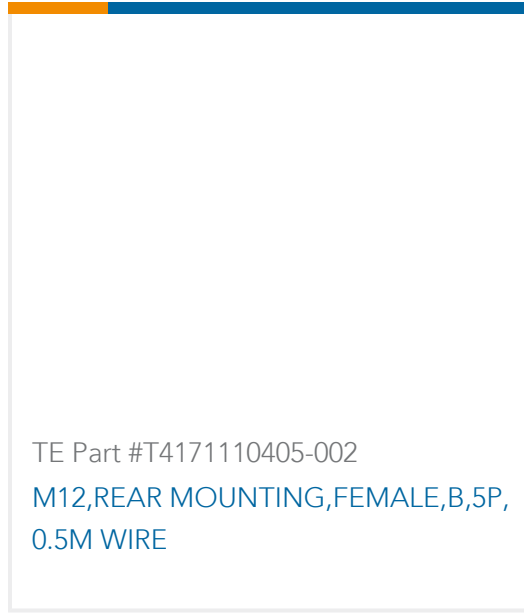 TE Part #T4171110405-002
M12,REAR MOUNTING,FEMALE,B,5P,
0.5M WIRE